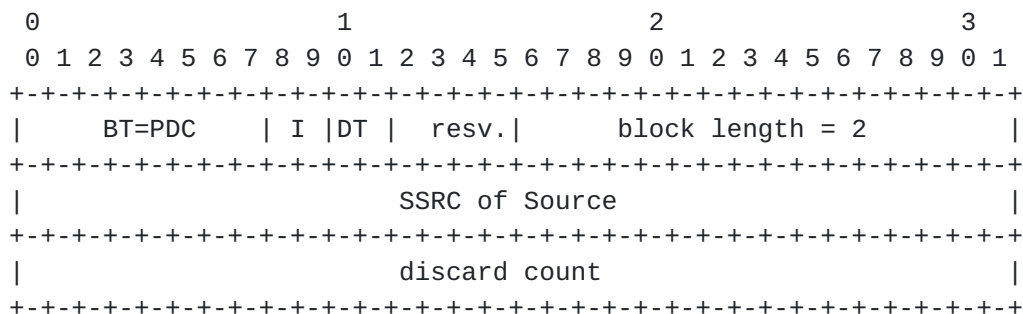 0                   1                   2                   3
 0 1 2 3 4 5 6 7 8 9 0 1 2 3 4 5 6 7 8 9 0 1 2 3 4 5 6 7 8 9 0 1
+-+-+-+-+-+-+-+-+-+-+-+-+-+-+-+-+-+-+-+-+-+-+-+-+-+-+-+-+-+-+-+-+
|     BT=PDC    | I |DT |  resv.|      block length = 2         |
+-+-+-+-+-+-+-+-+-+-+-+-+-+-+-+-+-+-+-+-+-+-+-+-+-+-+-+-+-+-+-+-+
|                        SSRC of Source                         |
+-+-+-+-+-+-+-+-+-+-+-+-+-+-+-+-+-+-+-+-+-+-+-+-+-+-+-+-+-+-+-+-+
|                        discard count                          |
+-+-+-+-+-+-+-+-+-+-+-+-+-+-+-+-+-+-+-+-+-+-+-+-+-+-+-+-+-+-+-+-+